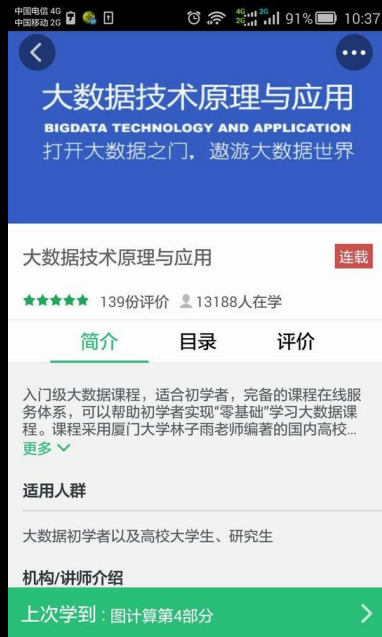 中国电信 4G
中国移动 2G
4G 2G 2G 91% 10:37
大数据技术原理与应用
BIGDATA TECHNOLOGY AND APPLICATION
打开大数据之门，遨游大数据世界
大数据技术原理与应用 连载
139份评价 13188人在学
简介 目录 评价
入门级大数据课程，适合初学者，完备的课程在线服
务体系，可以帮助初学者实现“零基础”学习大数据课
程。课程采用厦门大学林子雨老师编著的国内高校...
更多
适用人群
大数据初学者以及高校大学生、研究生
机构/讲师介绍
上次学到 : 图计算第4部分